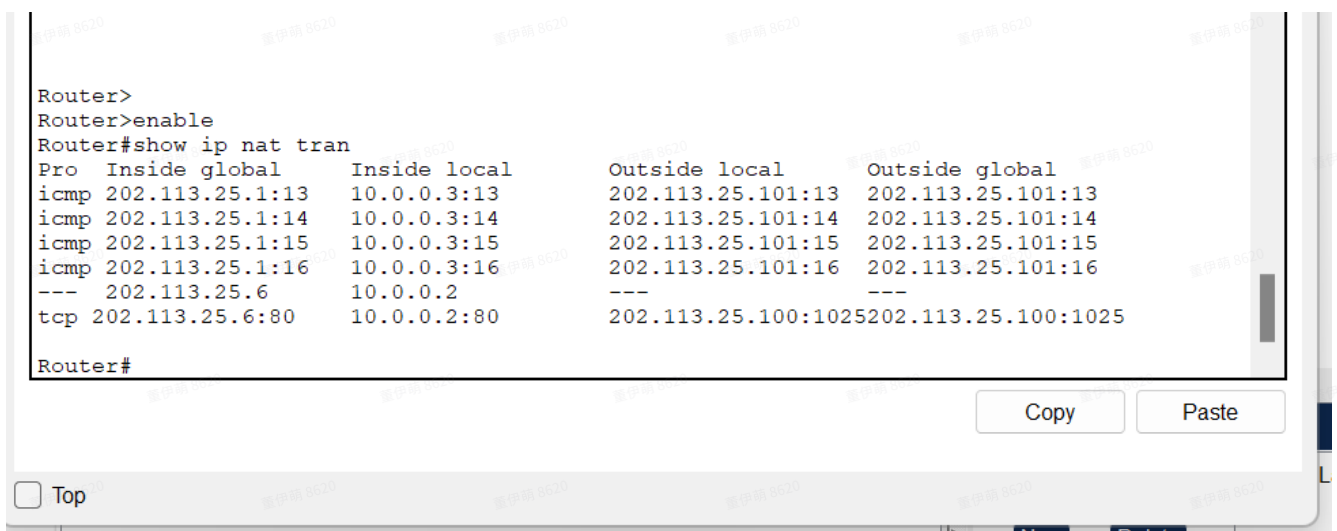 Router>
Router>enable
Router#show ip nat tran
Pro  Inside global     Inside local       Outside local      Outside global
icmp 202.113.25.1:13   10.0.0.3:13        202.113.25.101:13  202.113.25.101:13
icmp 202.113.25.1:14   10.0.0.3:14        202.113.25.101:14  202.113.25.101:14
icmp 202.113.25.1:15   10.0.0.3:15        202.113.25.101:15  202.113.25.101:15
icmp 202.113.25.1:16   10.0.0.3:16        202.113.25.101:16  202.113.25.101:16
---  202.113.25.6      10.0.0.2           ---                ---
tcp 202.113.25.6:80    10.0.0.2:80        202.113.25.100:1025202.113.25.100:1025
Router#
Copy Paste
Top